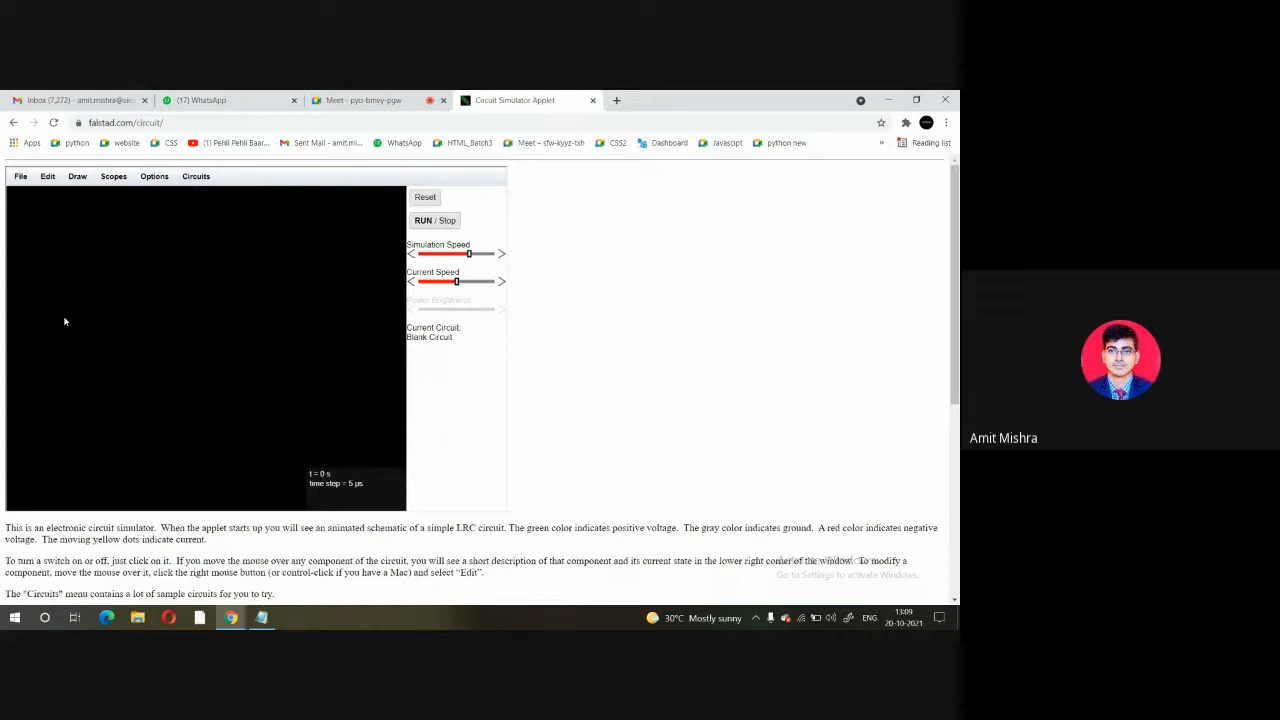 Inbox (7,272) - amit.mishra@sie
(17) WhatsApp
Meet - pyo-bmvy-pgw
Circuit Simulator Applet
falstad.com/circuit/
Apps
python
website
CSS
(1) Pehli Pehli Baar...
Sent Mail - amit.mi...
WhatsApp
HTML_Batch3
Meet – sfw-kyyz-txh
CSS2
Dashboard
Javascipt
python new
»
Reading list
File
Edit
Draw
Scopes
Options
Circuits
Reset
RUN / Stop
Simulation Speed
Current Speed
Power Brightness
Current Circuit:
Blank Circuit
t = 0 s
time step = 5 µs
Amit Mishra
This is an electronic circuit simulator. When the applet starts up you will see an animated schematic of a simple LRC circuit. The green color indicates positive voltage. The gray color indicates ground. A red color indicates negative
voltage. The moving yellow dots indicate current.
To turn a switch on or off, just click on it. If you move the mouse over any component of the circuit, you will see a short description of that component and its current state in the lower right corner of the window. To modify a
component, move the mouse over it, click the right mouse button (or control-click if you have a Mac) and select “Edit”.
The "Circuits" menu contains a lot of sample circuits for you to try.
Activate Windows
Go to Settings to activate Windows.
30°C Mostly sunny
ENG
13:09
20-10-2021